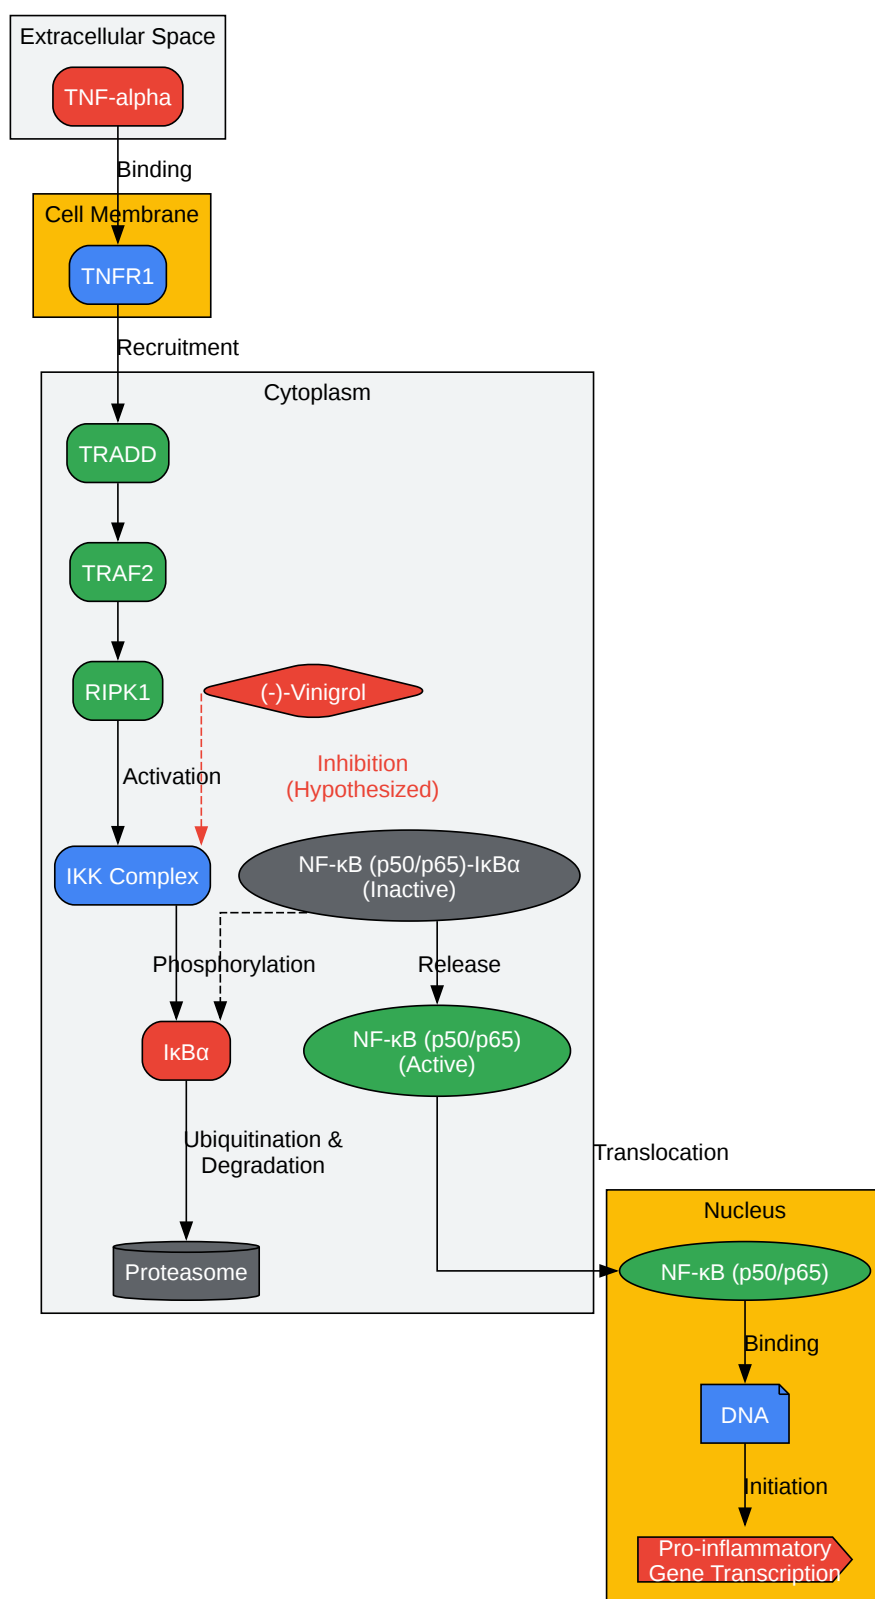 Extracellular Space
TNF-alpha
Binding
Cell Membrane
TNFR1
Recruitment
Cytoplasm
TRADD
TRAF2
RIPK1
(-)-Vinigrol
Activation
Inhibition
(Hypothesized)
IKK Complex
NF-κB (p50/p65)-IκBα
(Inactive)
Phosphorylation
Release
IκBα
NF-κB (p50/p65)
(Active)
Ubiquitination &
Degradation
Translocation
Proteasome
Nucleus
NF-κB (p50/p65)
Binding
DNA
Initiation
Pro-inflammatory
Gene Transcription